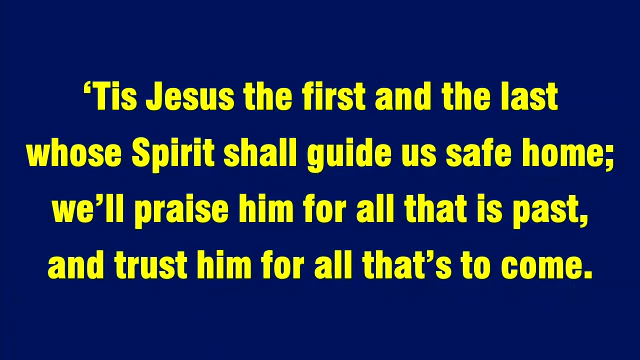 ‘Tis Jesus the first and the last
whose Spirit shall guide us safe home;
we’ll praise him for all that is past,
and trust him for all that’s to come.